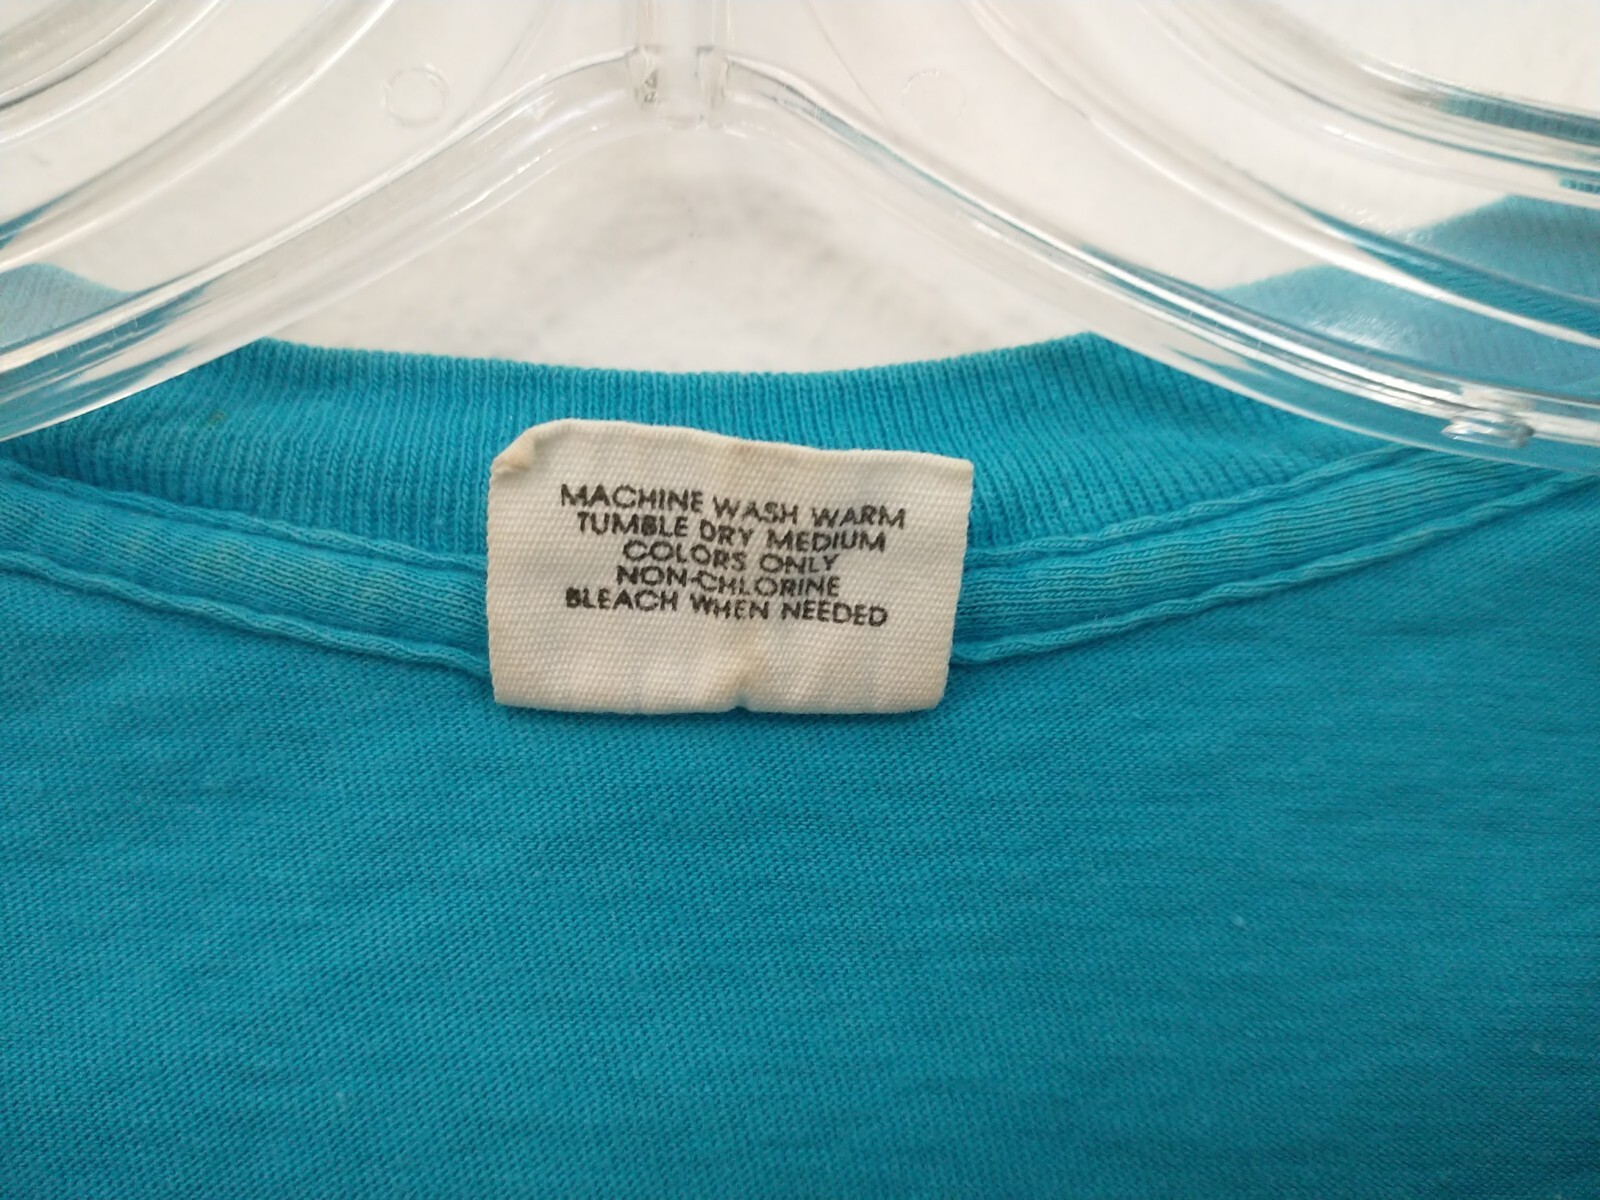 MACHINE WASH WARM
TUMBLE DRY MEDIUM
COLORS ONLY
NON-CHLORINE
BLEACH WHEN NEEDED